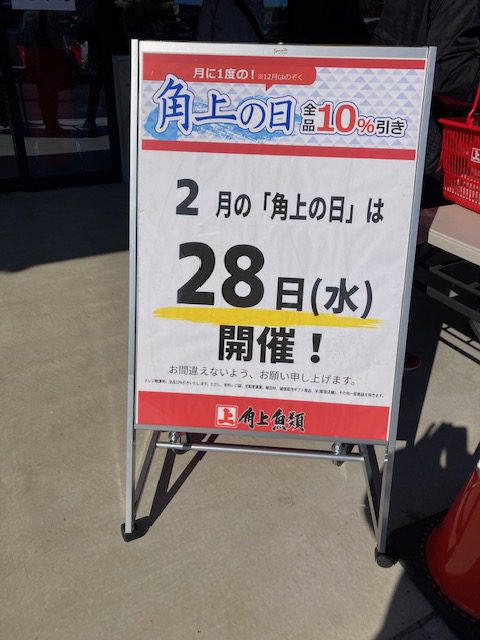 月に1度の！※12月はのぞく
角上の日 全品10%引き
2月の「角上の日」は
28日(水)
開催！
お間違えないよう、お願い申し上げます。
上 角上魚類